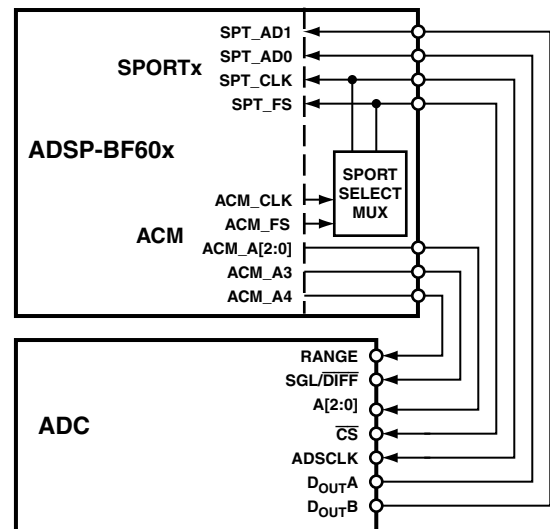 SPT_AD1
SPT_AD0
SPORTx
SPT_CLK
SPT_FS
ADSP-BF60x
SPORT
SELECT
MUX
ACM_CLK
ACM_FS
ACM
ACM_A[2:0]
ACM_A3
ACM_A4
RANGE
SGL/DIFF
A[2:0]
ADC
CS
ADSCLK
DOUTA
DOUTB